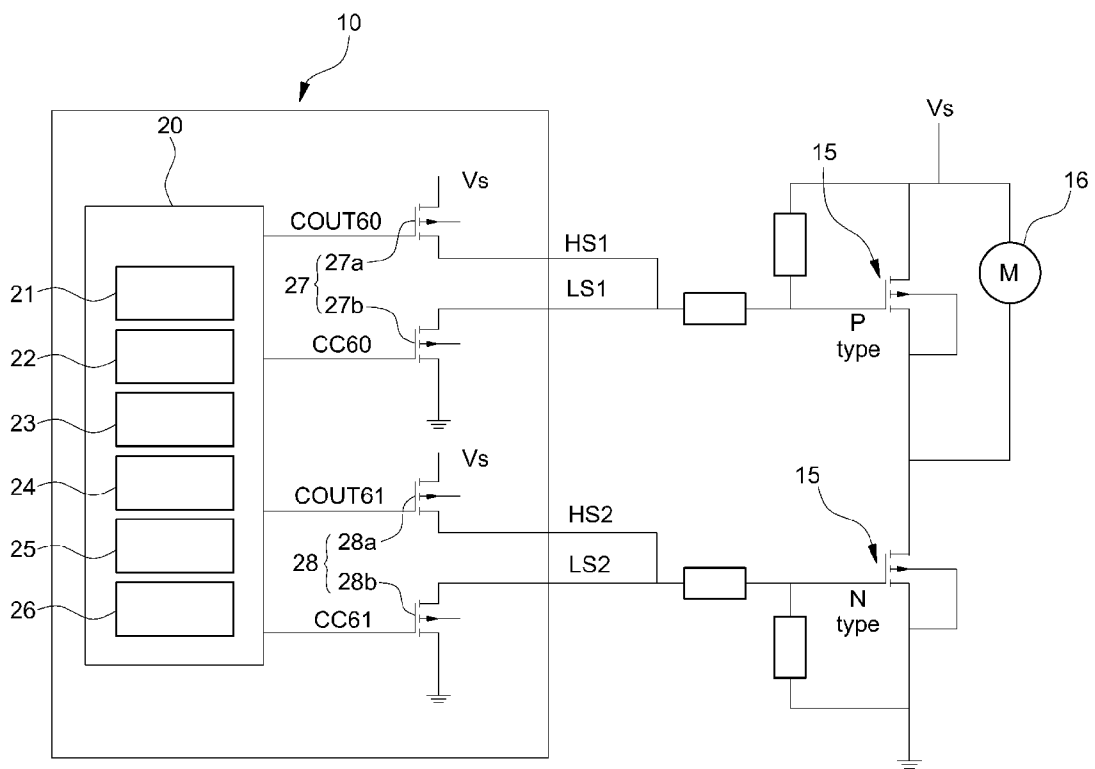 10
20
Vs
15
16
Vs
COUT60
27a
HS1
M
21
27
27b
LS1
22
CC60
P
type
23
24
Vs
15
COUT61
HS2
25
28a
28
LS2
26
28b
N
type
CC61